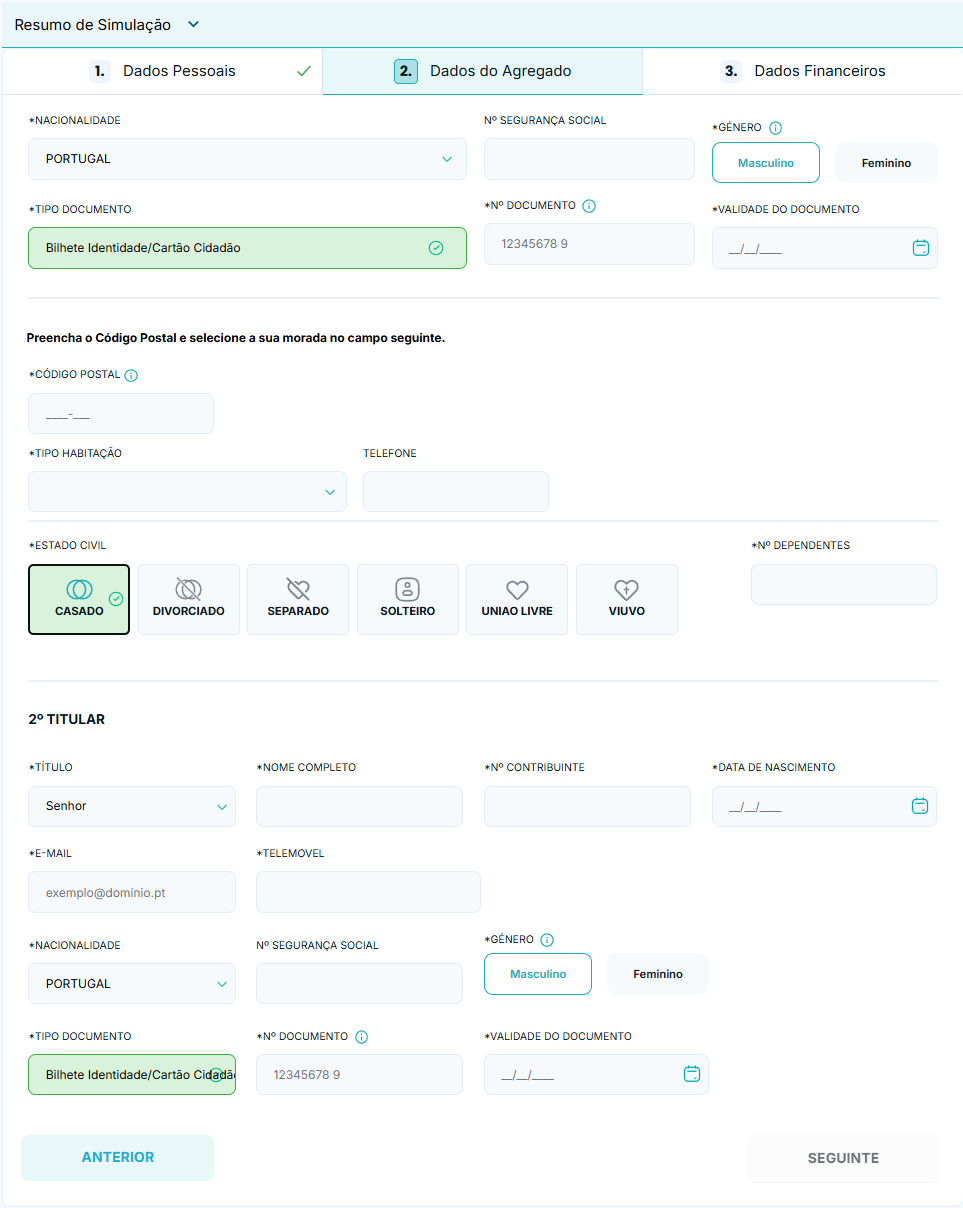 Resumo de Simulação
1. Dados Pessoais
2. Dados do Agregado
3. Dados Financeiros
*NACIONALIDADE
Nº SEGURANÇA SOCIAL
*GÉNERO
PORTUGAL
Masculino
Feminino
*TIPO DOCUMENTO
*Nº DOCUMENTO
*VALIDADE DO DOCUMENTO
Bilhete Identidade/Cartão Cidadão
12345678 9
__/__/____
Preencha o Código Postal e selecione a sua morada no campo seguinte.
*CÓDIGO POSTAL
____-___
*TIPO HABITAÇÃO
TELEFONE
*ESTADO CIVIL
*Nº DEPENDENTES
CASADO
DIVORCIADO
SEPARADO
SOLTEIRO
UNIAO LIVRE
VIUVO
2º TITULAR
*TÍTULO
*NOME COMPLETO
*Nº CONTRIBUINTE
*DATA DE NASCIMENTO
Senhor
__/__/____
*E-MAIL
*TELEMOVEL
exemplo@domínio.pt
*NACIONALIDADE
Nº SEGURANÇA SOCIAL
*GÉNERO
PORTUGAL
Masculino
Feminino
*TIPO DOCUMENTO
*Nº DOCUMENTO
*VALIDADE DO DOCUMENTO
Bilhete Identidade/Cartão Cidadão
12345678 9
__/__/____
ANTERIOR
SEGUINTE